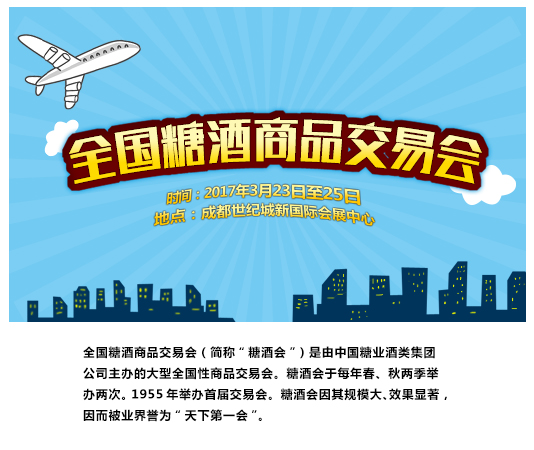 全国糖酒商品交易会
时间：2017年3月23日至25日
地点：成都世纪城新国际会展中心
全国糖酒商品交易会（简称“糖酒会”）是由中国糖业酒类集团
公司主办的大型全国性商品交易会。糖酒会于每年春、秋两季举
办两次。1955年举办首届交易会。糖酒会因其规模大、效果显著，
因而被业界誉为“天下第一会”。